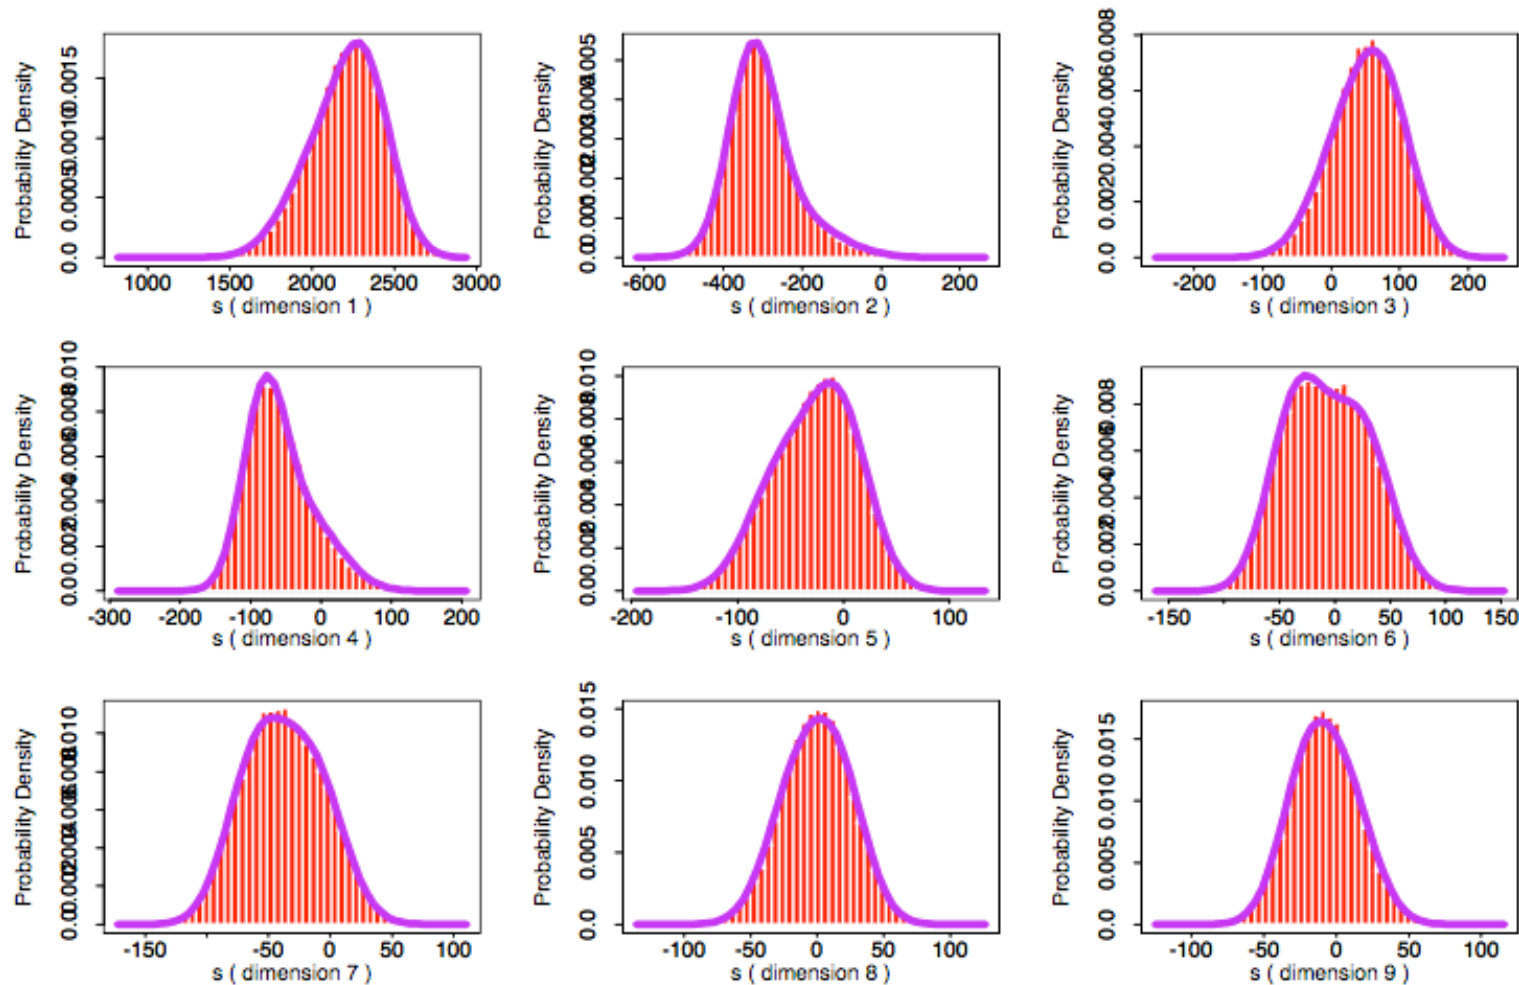 Probability Density
0.0 0.0005 0.0010 0.0015
1000 1500 2000 2500 3000
s ( dimension 1 )
Probability Density
-600 -400 -200 0 200
s ( dimension 2 )
Probability Density
0.0 0.002 0.004 0.006 0.008
-200 -100 0 100 200
s ( dimension 3 )
Probability Density
-300 -200 -100 0 100 200
s ( dimension 4 )
Probability Density
-200 -100 0 100
s ( dimension 5 )
Probability Density
-150 -50 0 50 100 150
s ( dimension 6 )
Probability Density
-150 -50 0 50 100
s ( dimension 7 )
Probability Density
0.0 0.005 0.010 0.015
-100 -50 0 50 100
s ( dimension 8 )
Probability Density
0.0 0.005 0.010 0.015
-100 -50 0 50 100
s ( dimension 9 )